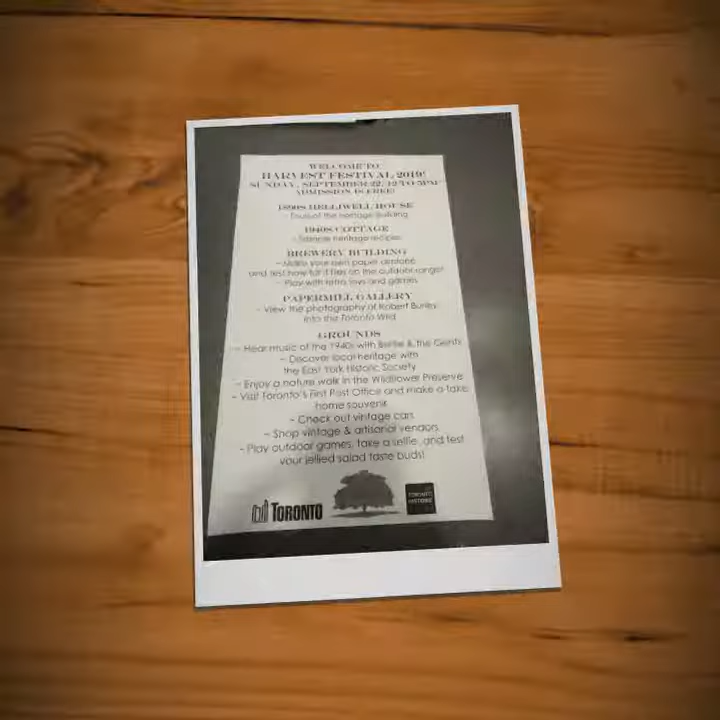 WELCOME TO
HARVEST FESTIVAL 2019!
SUNDAY, SEPTEMBER 22, 12 TO 5PM
ADMISSION IS FREE!
1890S HELLIWELL HOUSE
- Tours of the heritage building
1940S COTTAGE
- Sample heritage recipes
BREWERY BUILDING
- Make your own paper airplane
and test how far it flies on the outdoor range!
- Play with retro toys and games
PAPERMILL GALLERY
- View the photography of Robert Burley:
Into the Toronto Wild
GROUNDS
- Hear music of the 1940s with Bertie & the Gents
- Discover local heritage with
the East York Historic Society
- Enjoy a nature walk in the Wildflower Preserve
- Visit Toronto's First Post Office and make a take
home souvenir
- Check out vintage cars
- Shop vintage & artisanal vendors
- Play outdoor games, take a selfie, and test
your jellied salad taste buds!
TORONTO
TORONTO
HISTORIC